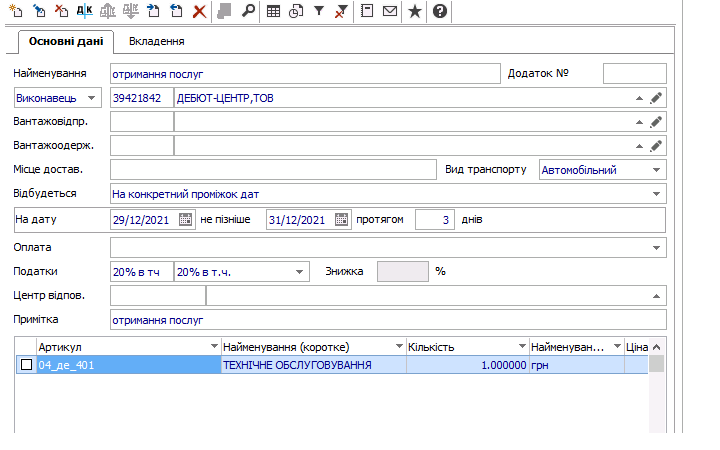 Д К
Основні дані Вкладення
Найменування отримання послуг Додаток №
Виконавець 39421842 ДЕБЮТ-ЦЕНТР,ТОВ
Вантажовідпр.
Вантажоодерж.
Місце достав. Вид транспорту Автомобільний
Відбудеться На конкретний проміжок дат
На дату 29/12/2021 не пізніше 31/12/2021 протягом 3 днів
Оплата
Податки 20% в тч 20% в т.ч. Знижка %
Центр відпов.
Примітка отримання послуг
Артикул Найменування (коротке) Кількість Найменуван... Ціна
04_де_401 ТЕХНІЧНЕ ОБСЛУГОВУВАННЯ 1.000000 грн